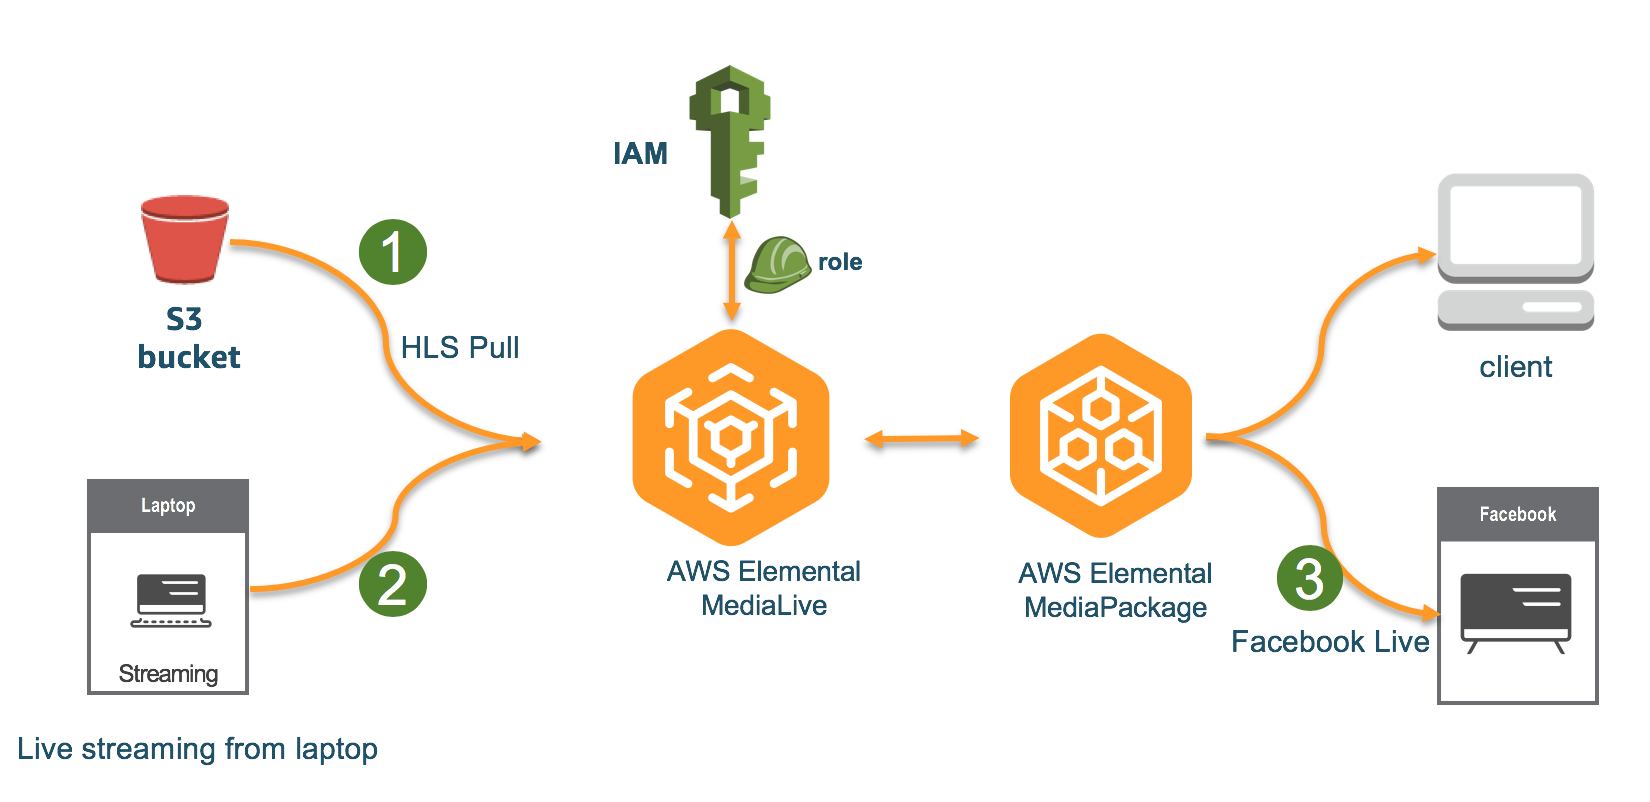 IAM
role
1
S3
bucket
HLS Pull
client
Laptop
Streaming
2
Live streaming from laptop
AWS Elemental
MediaLive
AWS Elemental
MediaPackage
3
Facebook Live
Facebook